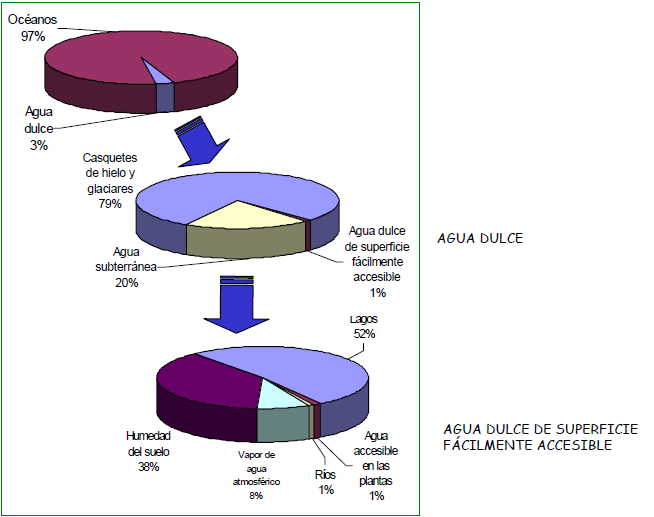 Océanos
97%
Agua
dulce
3%
Casquetes
de hielo y
glaciares
79%
Agua
subterránea
20%
Agua dulce
de superficie
fácilmente
accesible
1%
AGUA DULCE
Lagos
52%
Humedad
del suelo
38%
Vapor de
agua
atmosférico
8%
Ríos
1%
Agua
accesible
en las
plantas
1%
AGUA DULCE DE SUPERFICIE
FÁCILMENTE ACCESIBLE